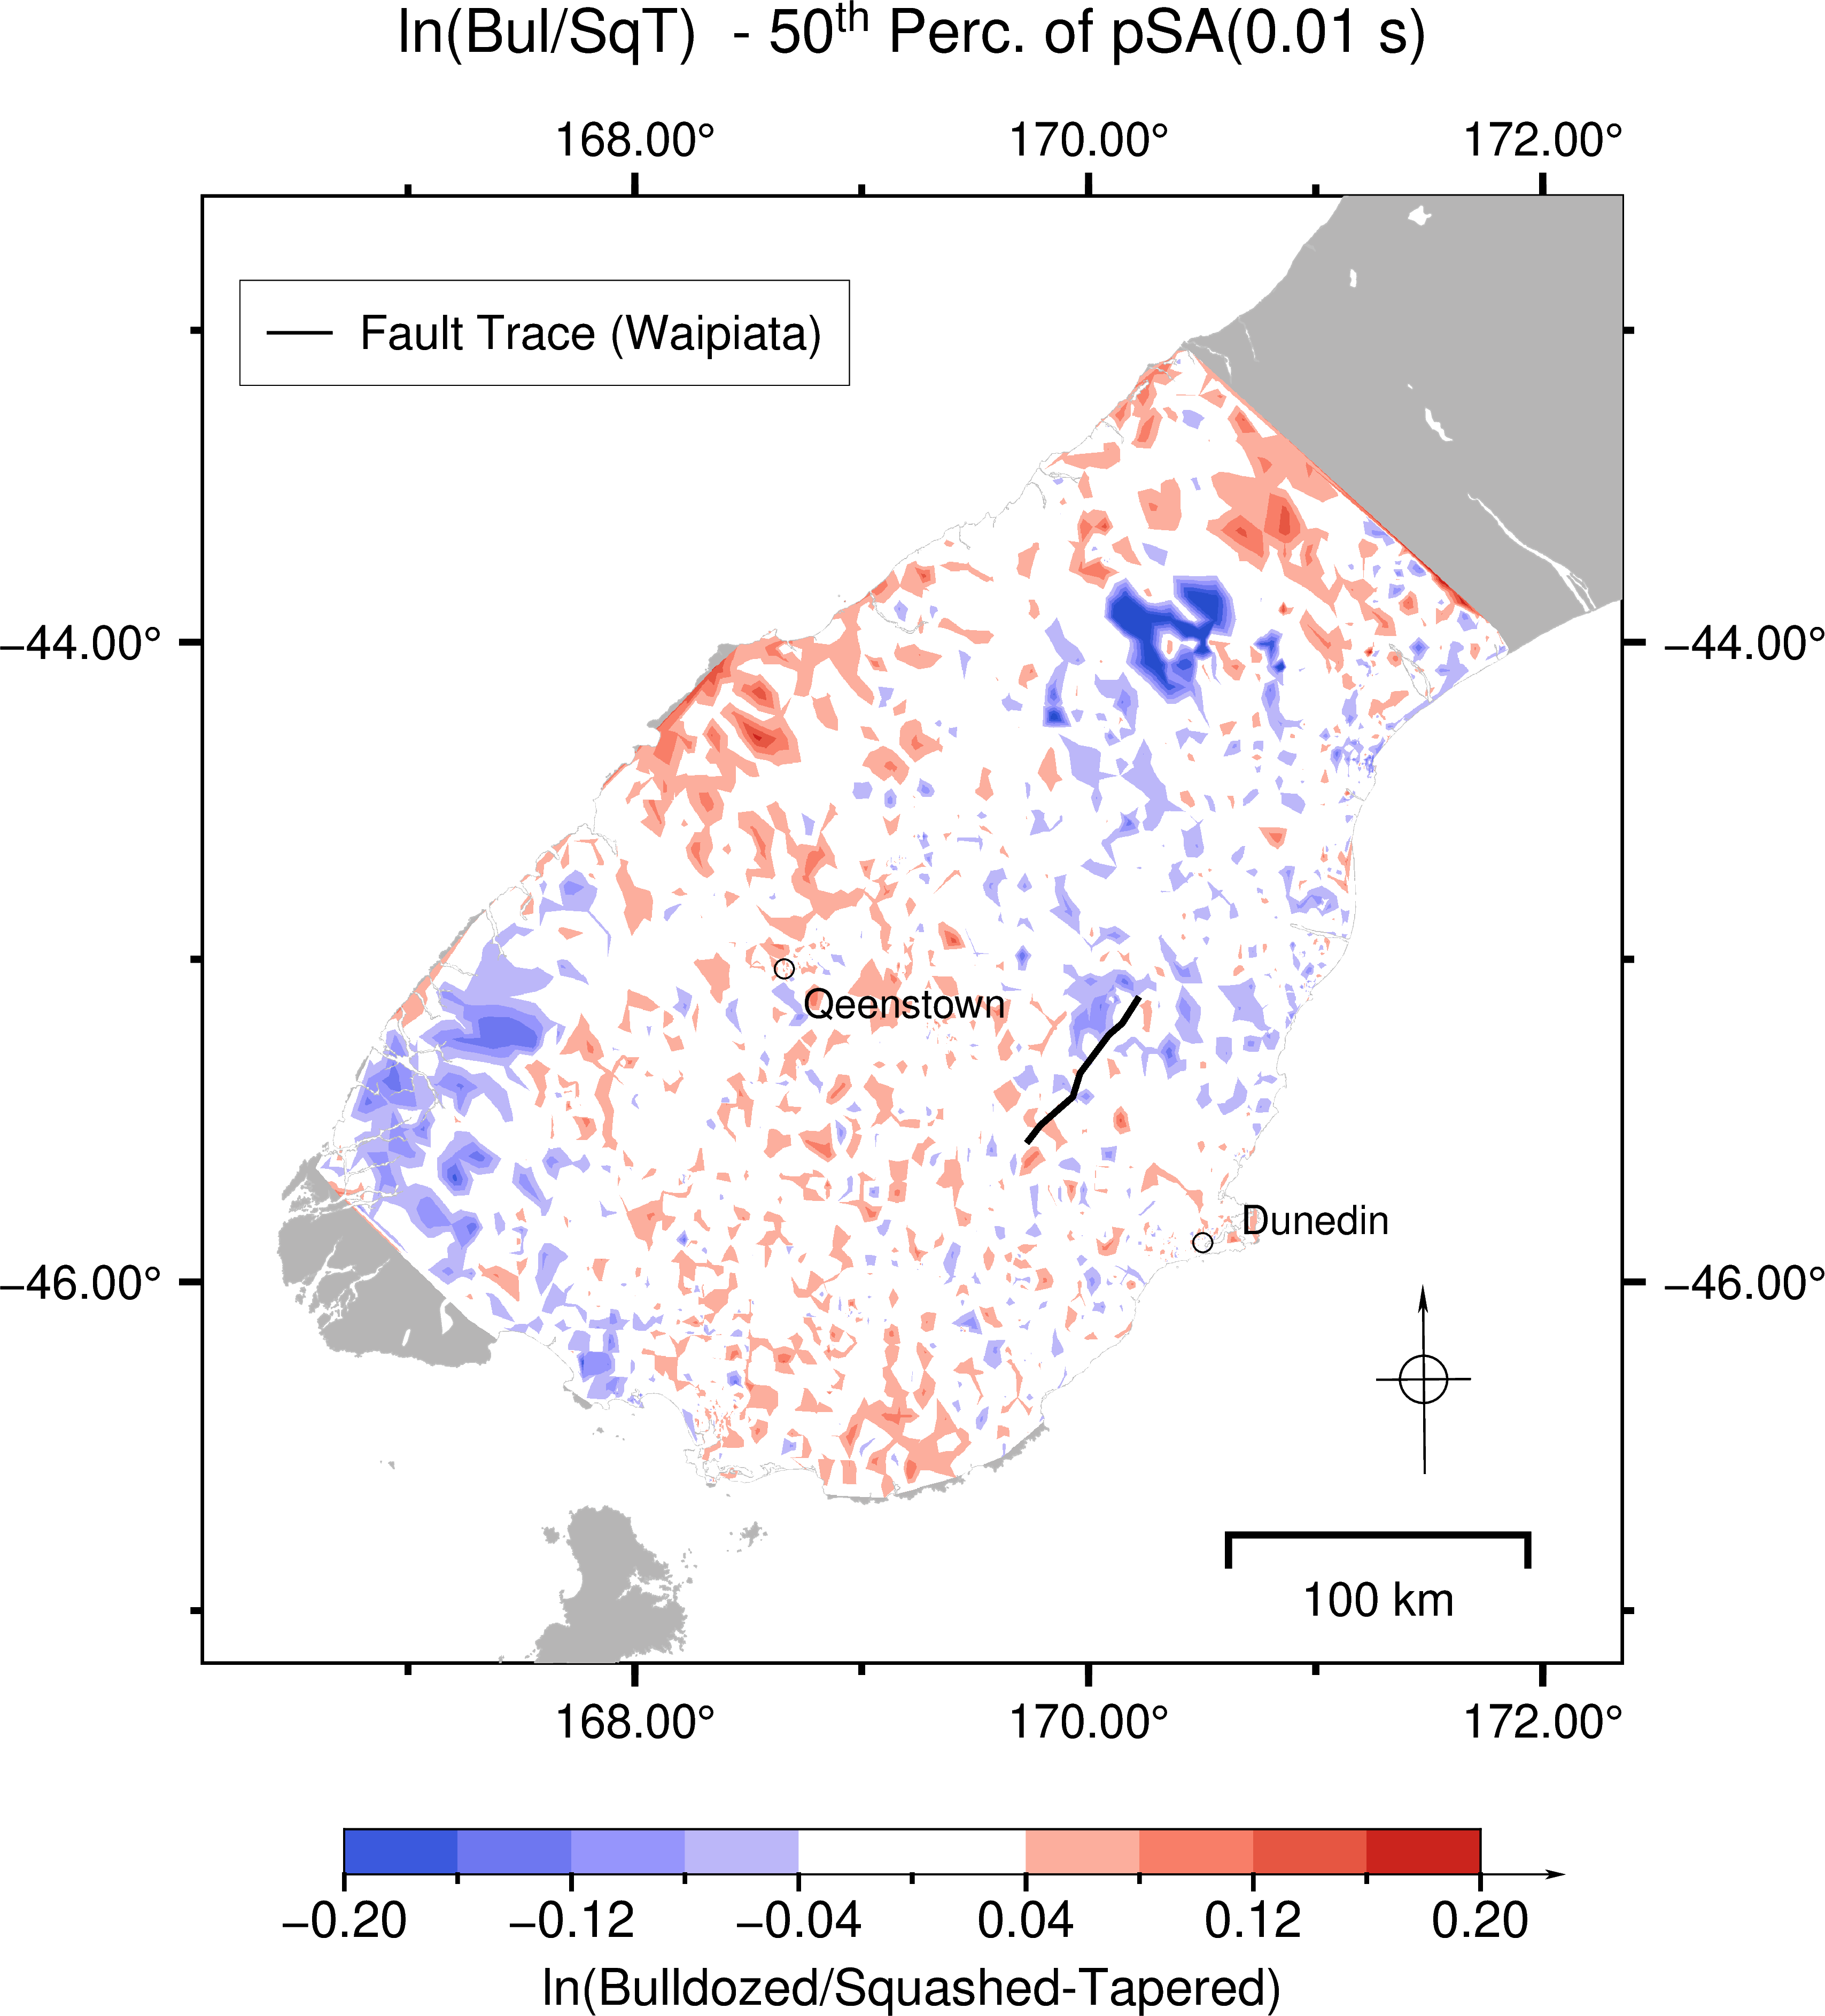 ln(Bul/SqT) - 50th Perc. of pSA(0.01 s)
168.00° 170.00° 172.00°
Fault Trace (Waipiata)
−44.00° −44.00°
Qeenstown
Dunedin
−46.00° −46.00°
100 km
168.00° 170.00° 172.00°
−0.20 −0.12 −0.04 0.04 0.12 0.20
ln(Bulldozed/Squashed-Tapered)